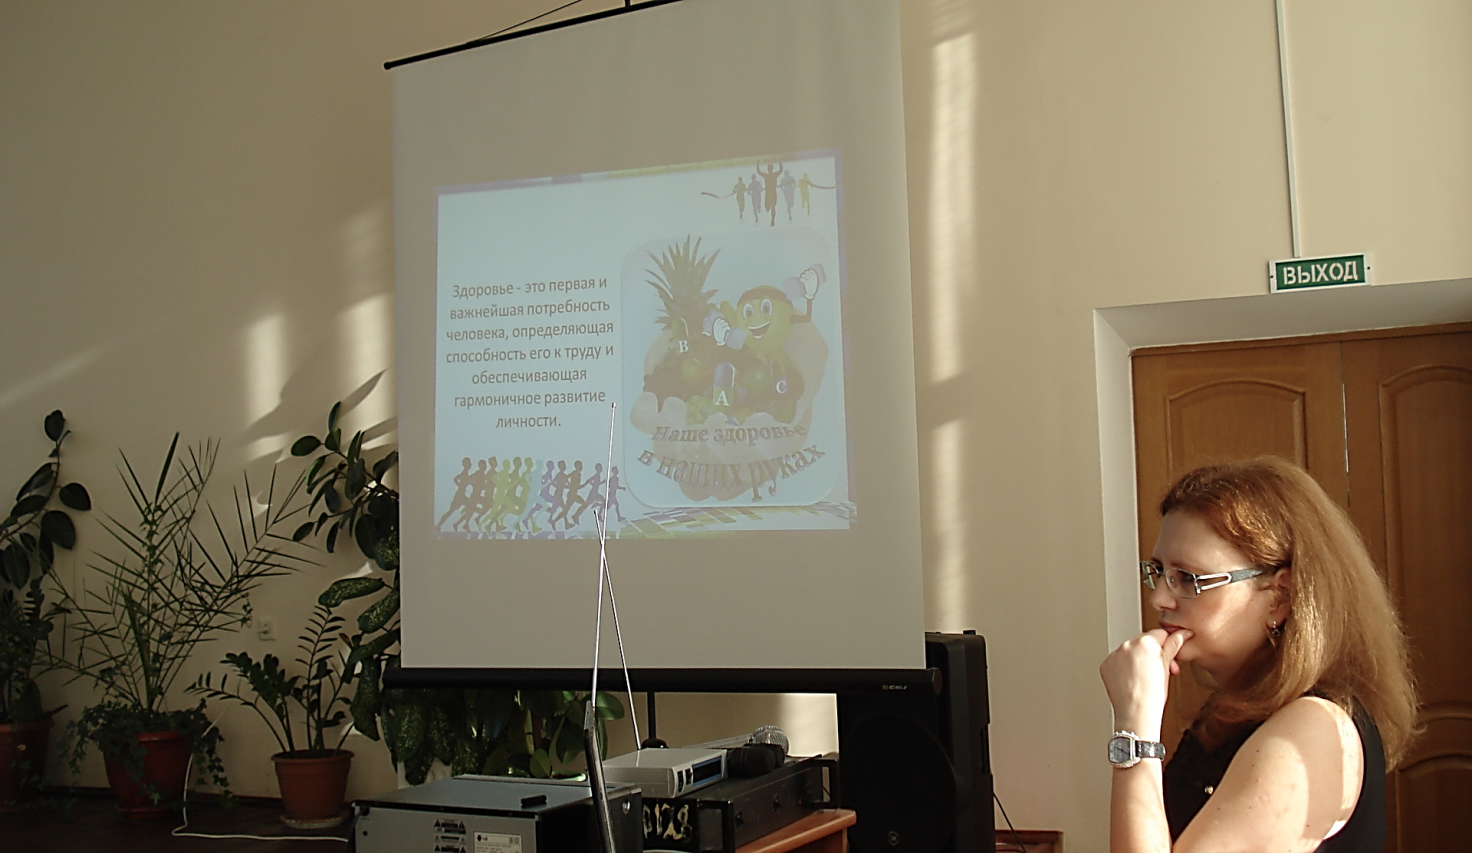 Здоровье - это первая и
важнейшая потребность
человека, определяющая
способность его к труду и
обеспечивающая
гармоничное развитие
личности.
В
А
С
Наше здоровье
в наших руках
ВЫХОД